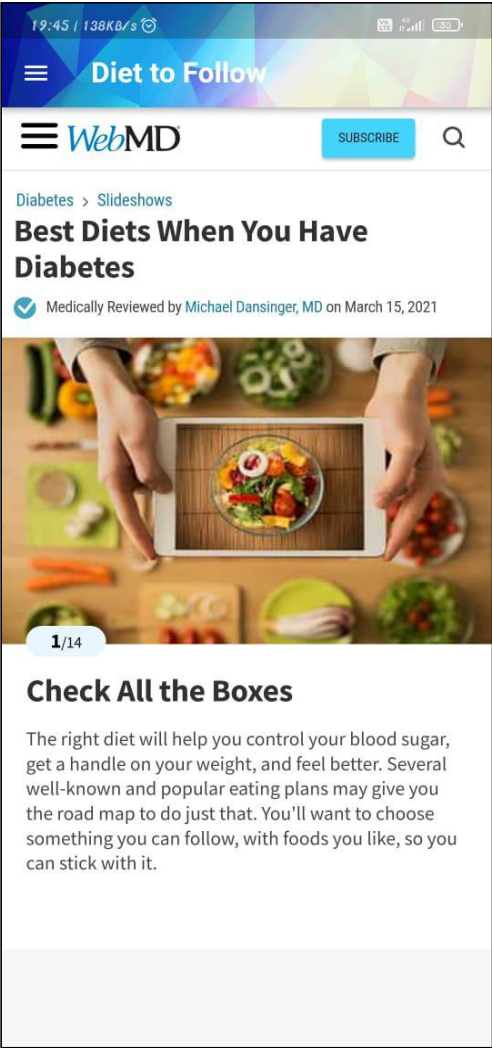 19:45 | 138KB/s
4G
55
Diet to Follow
WebMD
SUBSCRIBE
Diabetes > Slideshows
Best Diets When You Have
Diabetes
Medically Reviewed by Michael Dansinger, MD on March 15, 2021
1/14
Check All the Boxes
The right diet will help you control your blood sugar,
get a handle on your weight, and feel better. Several
well-known and popular eating plans may give you
the road map to do just that. You'll want to choose
something you can follow, with foods you like, so you
can stick with it.